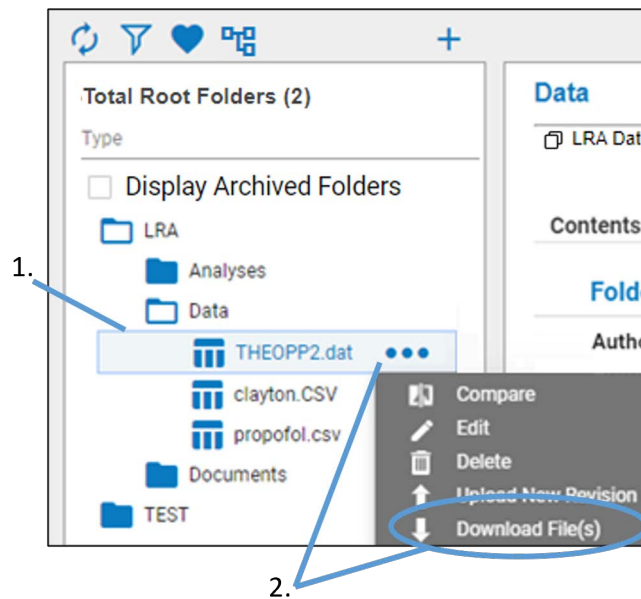 Total Root Folders (2)
Type
Display Archived Folders
LRA
Analyses
Data
THEOPP2.dat
clayton.CSV
propofol.csv
Documents
TEST
1.
2.
Data
LRA Dat
Contents
Folde
Autho
Compare
Edit
Delete
Upload New Revision
Download File(s)